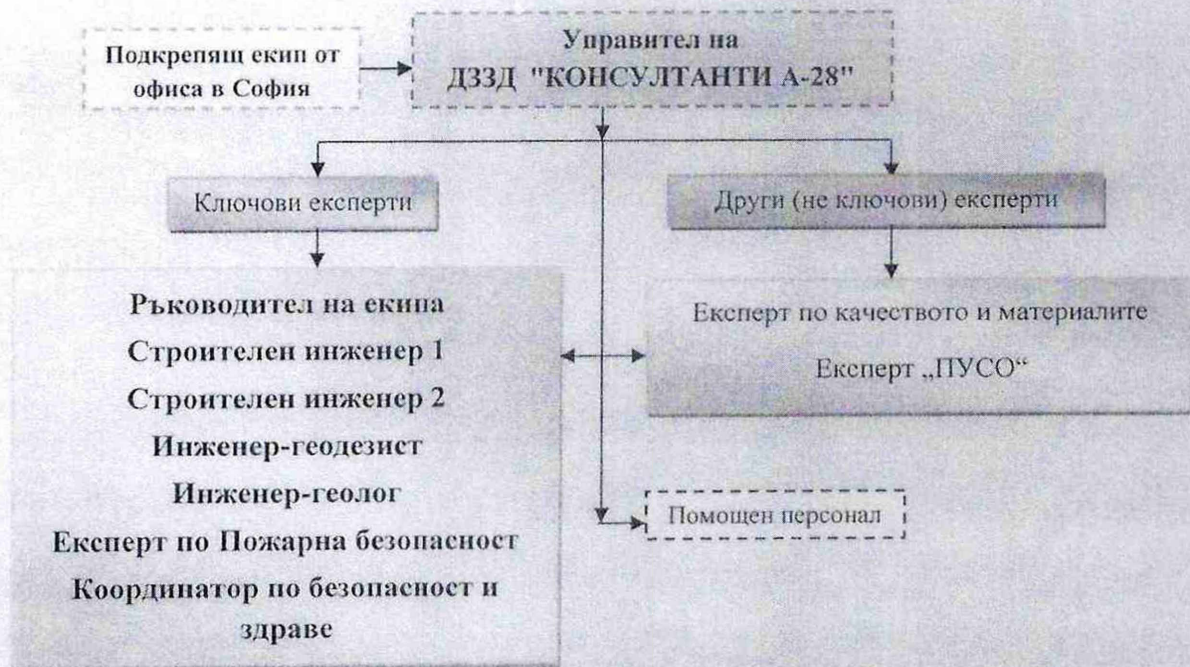 Подкрепящ екип от
офиса в София
Управител на
ДЗЗД "КОНСУЛТАНТИ А-28"
Ключови експерти
Други (не ключови) експерти
Ръководител на екипа
Строителен инженер 1
Строителен инженер 2
Инженер-геодезист
Инженер-геолог
Експерт по Пожарна безопасност
Координатор по безопасност и
здраве
Експерт по качеството и материалите
Експерт „ПУСО“
Помощен персонал